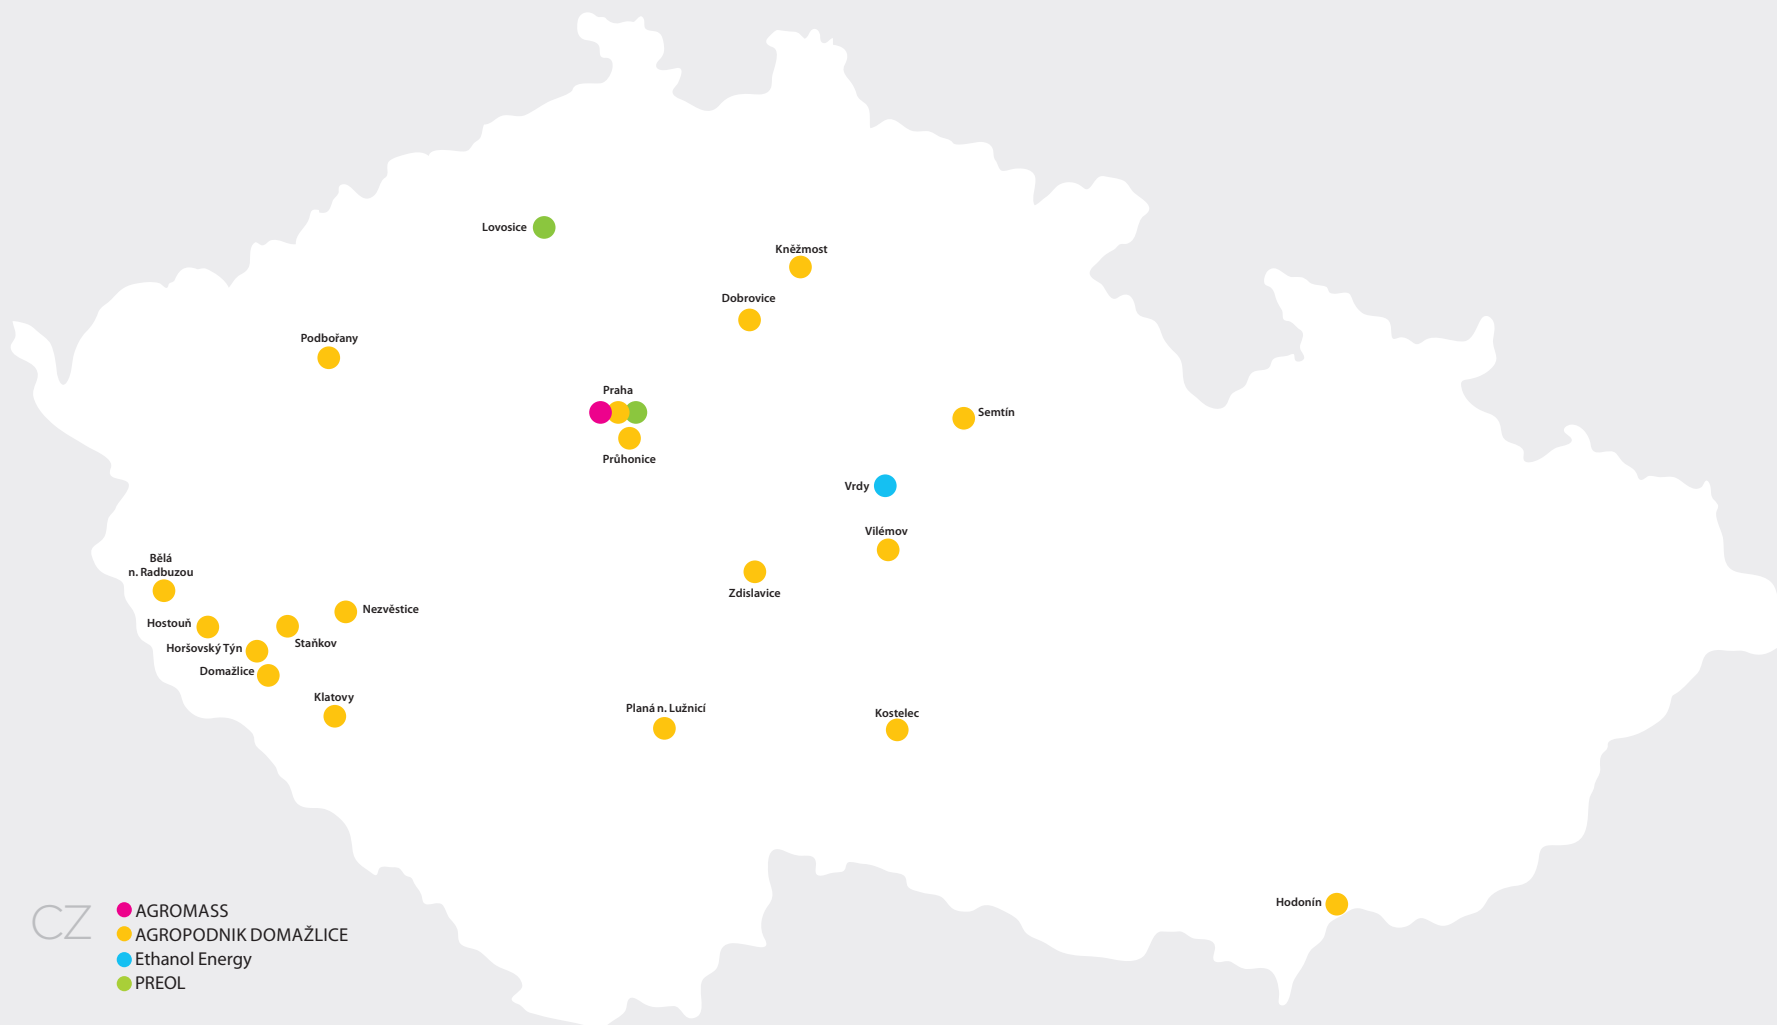 Lovosice
Kněžmost
Dobrovice
Podbořany
Praha
Semtín
Průhonice
Vrdy
Vilémov
Bělá
n. Radbuzou
Zdislavice
Nezvěstice
Hostouň
Staňkov
Horšovský Týn
Domažlice
Klatovy
Planá n. Lužnicí
Kostelec
Hodonín
CZ
AGROMASS
AGROPODNIK DOMAŽLICE
Ethanol Energy
PREOL